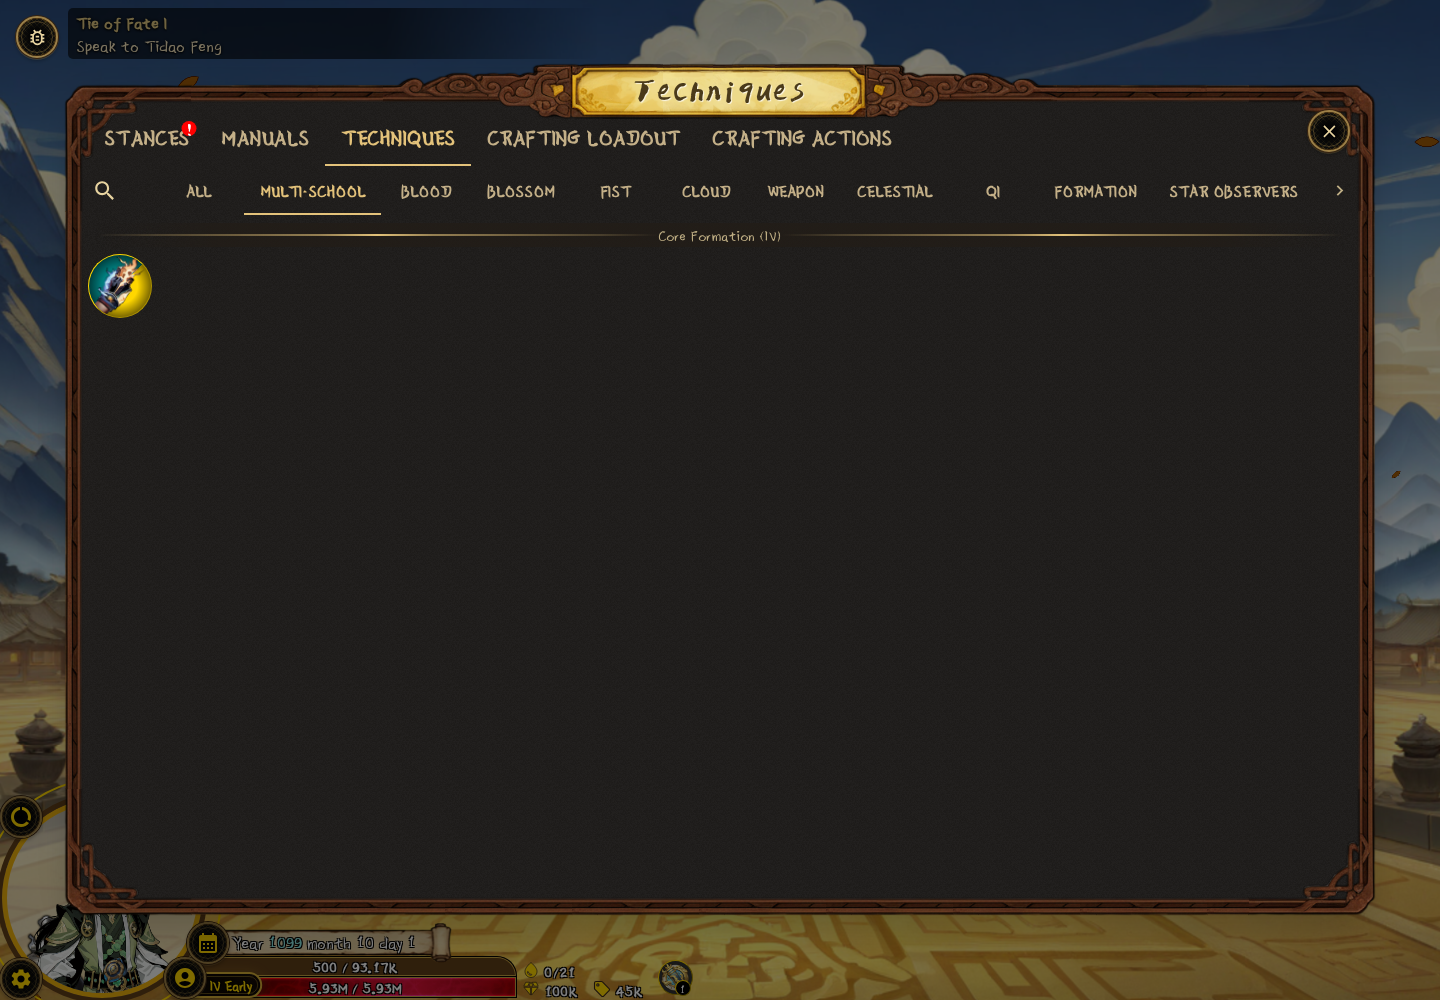 Tie of Fate 1
Speak to Tidao Feng
Techniques
STANCES MANUALS TECHNIQUES CRAFTING LOADOUT CRAFTING ACTIONS
ALL MULTI-SCHOOL BLOOD BLOSSOM FIST CLOUD WEAPON CELESTIAL QI FORMATION STAR OBSERVERS
Core Formation (IV)
Year 1099 month 10 day 1
500 / 93.17K
IV Early
5.93M / 5.93M
0/21
100K
45K